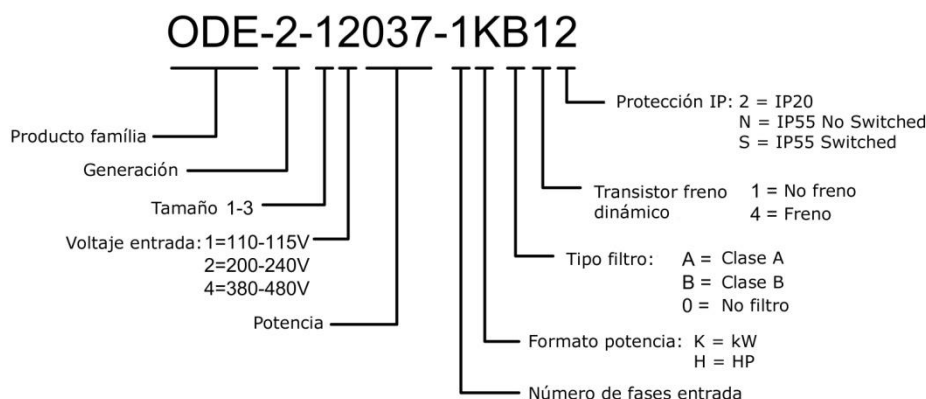 ODE-2-12037-1KB12
Protección IP: 2 = IP20
N = IP55 No Switched
S = IP55 Switched
Producto família
Generación
Transistor freno dinámico
1 = No freno
4 = Freno
Tamaño 1-3
Voltaje entrada: 1=110-115V
2=200-240V
4=380-480V
Tipo filtro: A = Clase A
B = Clase B
0 = No filtro
Potencia
Formato potencia: K = kW
H = HP
Número de fases entrada